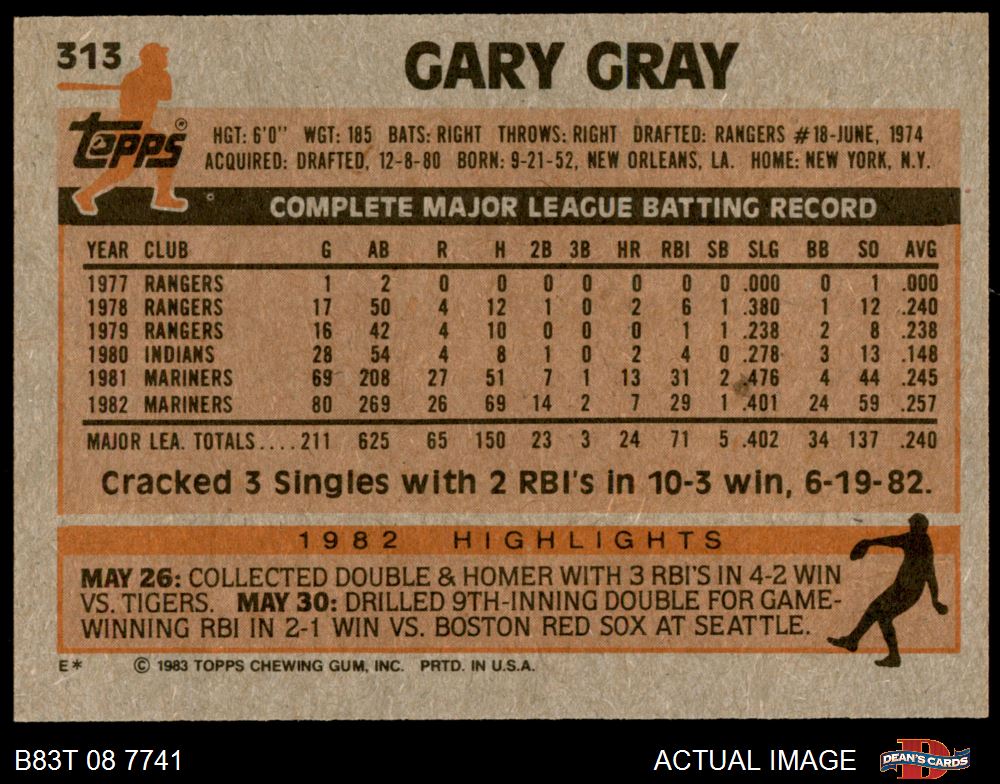 313
GARY GRAY
Topps®
HGT: 6'0" WGT: 185 BATS: RIGHT THROWS: RIGHT DRAFTED: RANGERS #18-JUNE, 1974
ACQUIRED: DRAFTED, 12-8-80 BORN: 9-21-52, NEW ORLEANS, LA. HOME: NEW YORK, N.Y.
COMPLETE MAJOR LEAGUE BATTING RECORD
YEAR CLUB G AB R H 2B 3B HR RBI SB SLG BB SO AVG
1977 RANGERS 1 2 0 0 0 0 0 0 0 .000 0 1 .000
1978 RANGERS 17 50 4 12 1 0 2 6 1 .380 1 12 .240
1979 RANGERS 16 42 4 10 0 0 0 1 1 .238 2 8 .238
1980 INDIANS 28 54 4 8 1 0 2 4 0 .278 3 13 .148
1981 MARINERS 69 208 27 51 7 1 13 31 2 .476 4 44 .245
1982 MARINERS 80 269 26 69 14 2 7 29 1 .401 24 59 .257
MAJOR LEA. TOTALS....211 625 65 150 23 3 24 71 5 .402 34 137 .240
Cracked 3 Singles with 2 RBI's in 10-3 win, 6-19-82.
1982 HIGHLIGHTS
MAY 26: COLLECTED DOUBLE & HOMER WITH 3 RBI'S IN 4-2 WIN
VS. TIGERS. MAY 30: DRILLED 9TH-INNING DOUBLE FOR GAME-
WINNING RBI IN 2-1 WIN VS. BOSTON RED SOX AT SEATTLE.
E* © 1983 TOPPS CHEWING GUM, INC. PRTD. IN U.S.A.
B83T 08 7741
ACTUAL IMAGE
D
DEAN'S CARDS